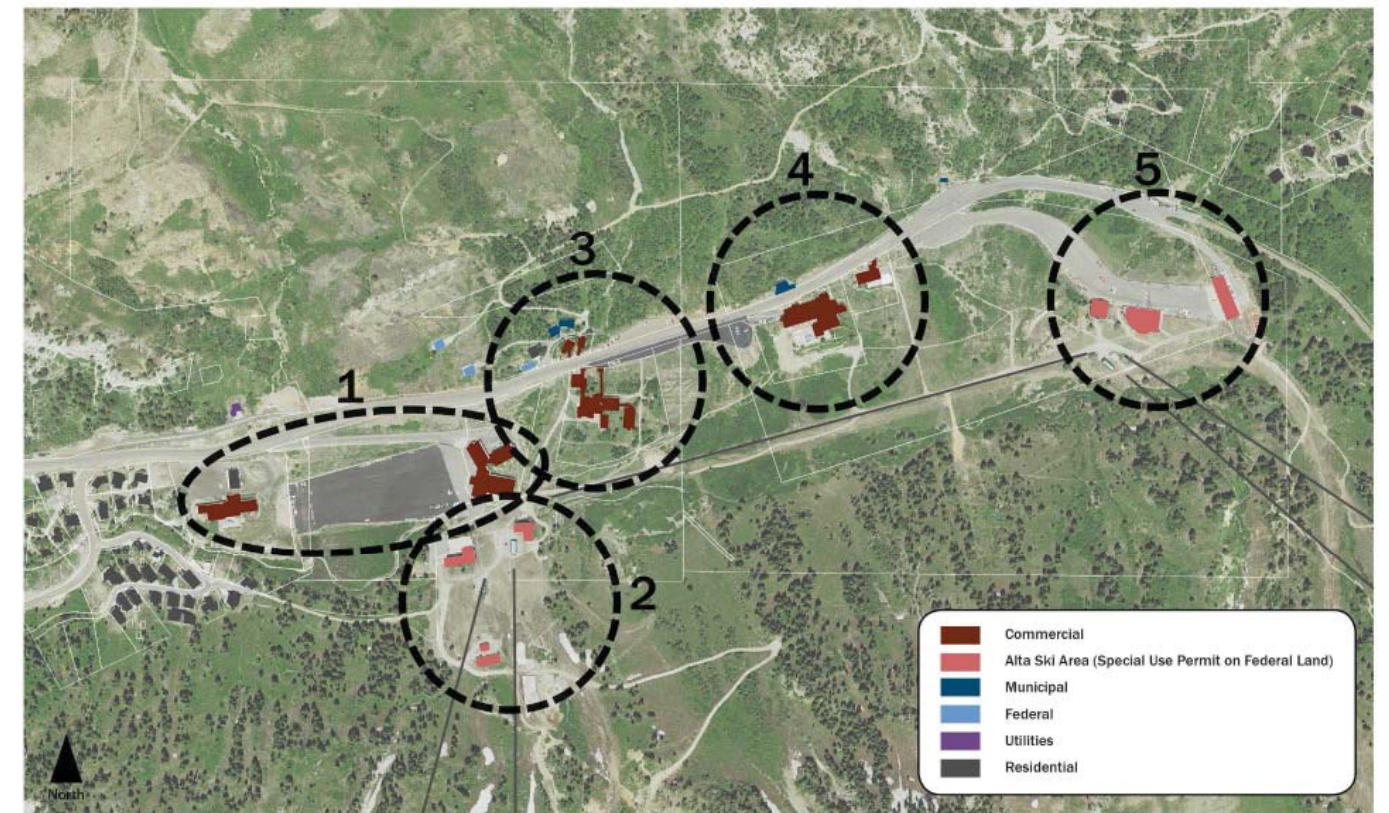 4
5
3
1
2
Commercial
Alta Ski Area (Special Use Permit on Federal Land)
Municipal
Federal
Utilities
Residential
North